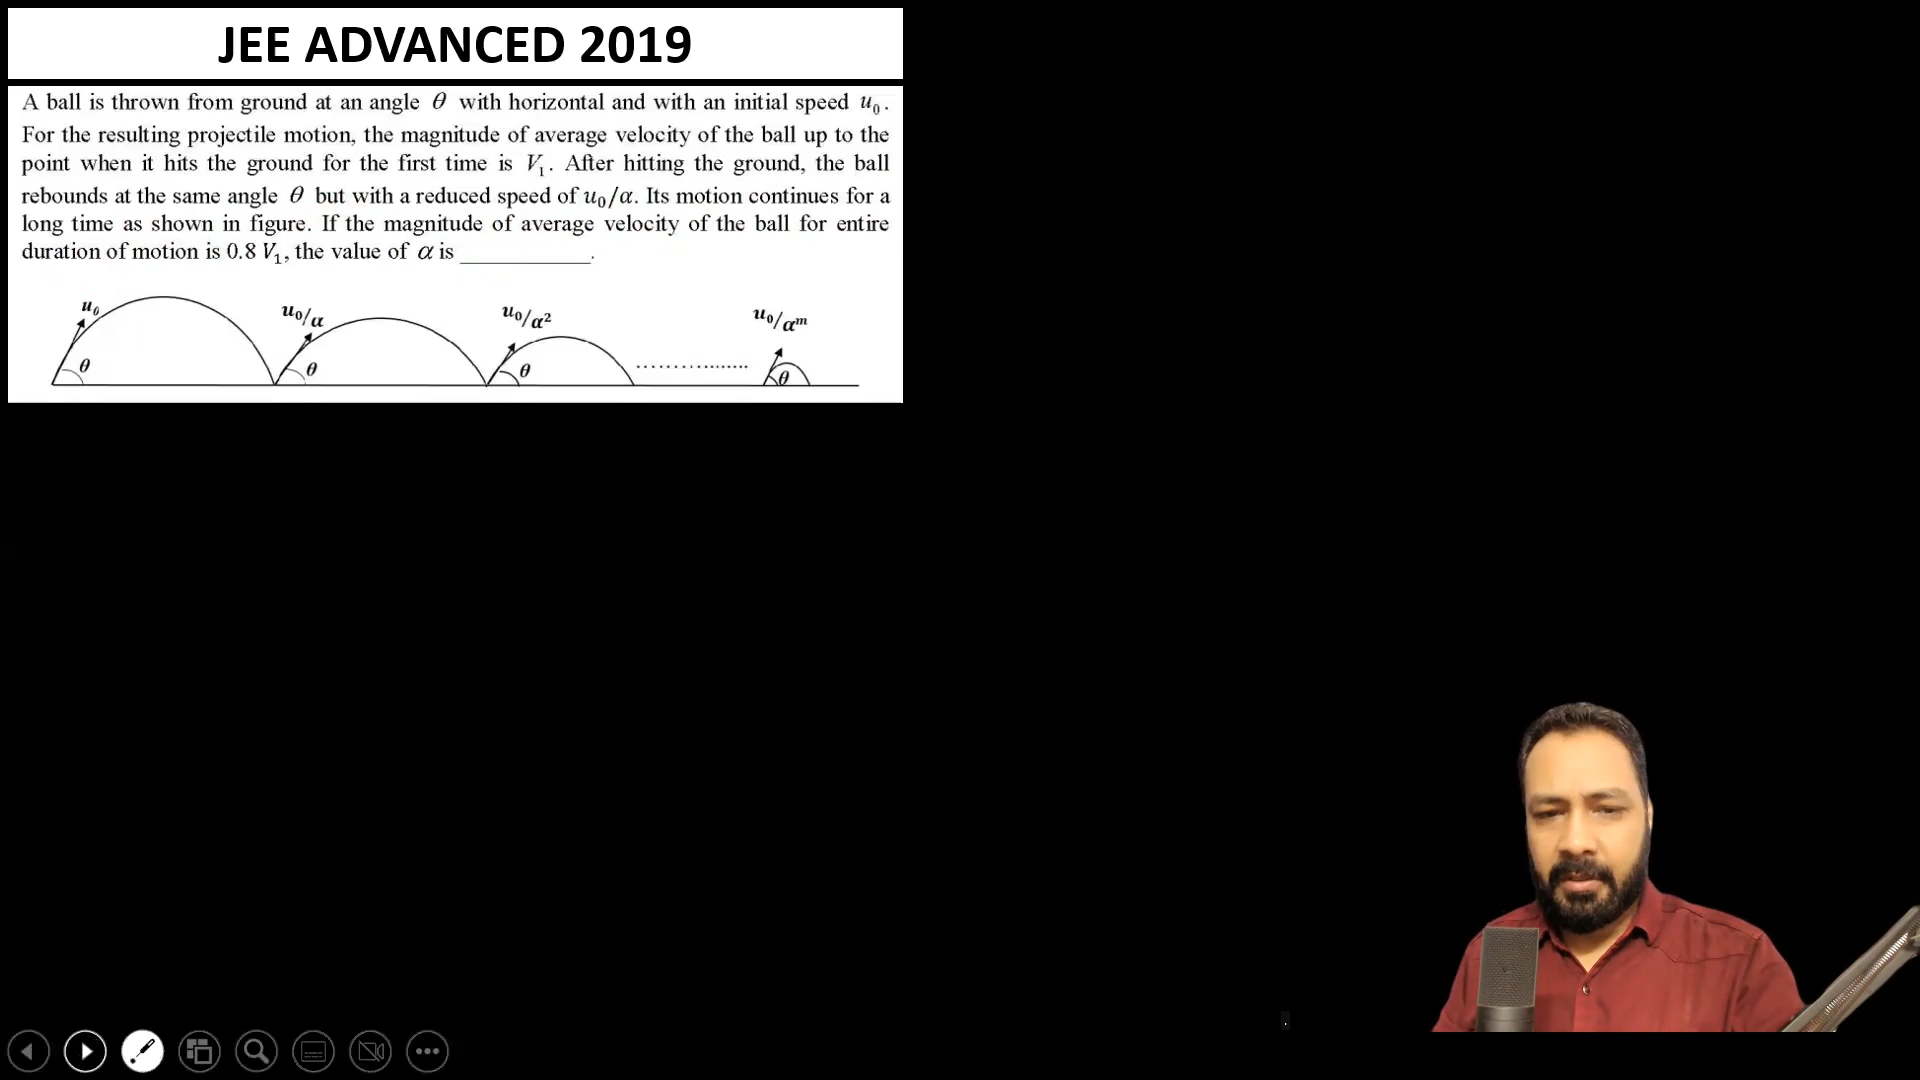 JEE ADVANCED 2019
A ball is thrown from ground at an angle θ with horizontal and with an initial speed u₀.
For the resulting projectile motion, the magnitude of average velocity of the ball up to the
point when it hits the ground for the first time is V₁. After hitting the ground, the ball
rebounds at the same angle θ but with a reduced speed of u₀/α. Its motion continues for a
long time as shown in figure. If the magnitude of average velocity of the ball for entire
duration of motion is 0.8 V₁, the value of α is __________.
u₀ u₀/α u₀/α² u₀/αᵐ
θ θ θ θ